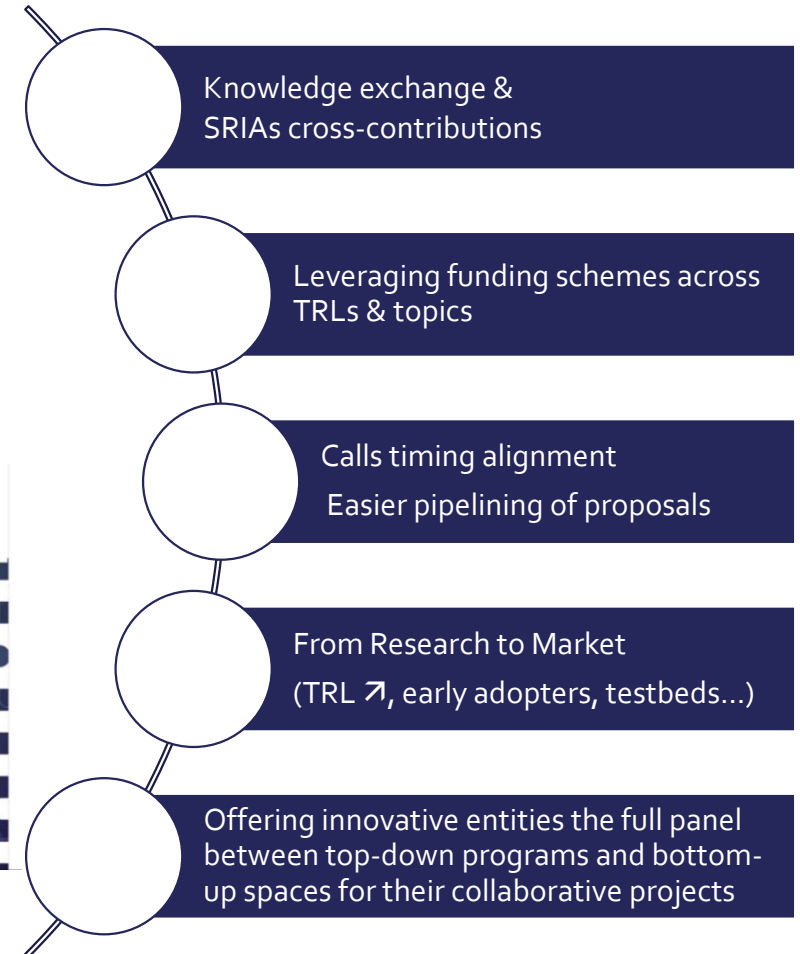 Knowledge exchange &
SRIAs cross-contributions
Leveraging funding schemes across
TRLs & topics
Calls timing alignment
Easier pipelining of proposals
From Research to Market
(TRL ↗, early adopters, testbeds...)
Offering innovative entities the full panel
between top-down programs and bottom-
up spaces for their collaborative projects